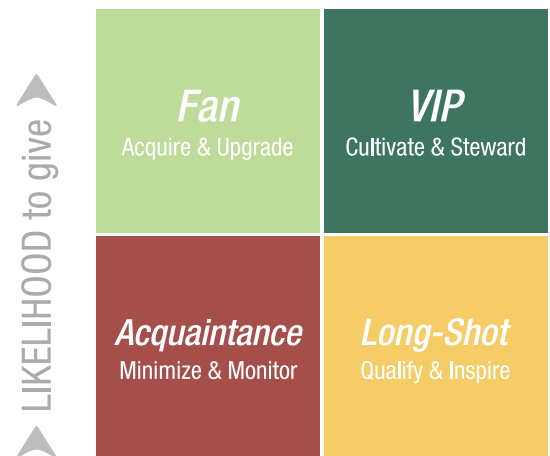 LIKELIHOOD to give
Fan
Acquire & Upgrade
VIP
Cultivate & Steward
Acquaintance
Minimize & Monitor
Long-Shot
Qualify & Inspire